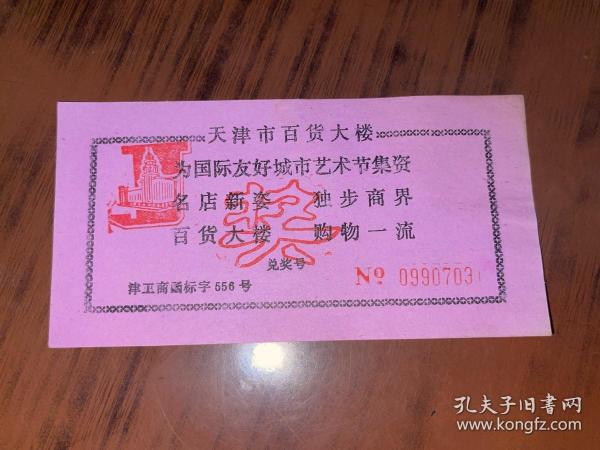 天津市百货大楼
为国际友好城市艺术节集资
名店新姿 独步商界
百货大楼 购物一流
奖
兑奖号
津工商函标字556号
№ 0990703
孔夫子旧书网
www.kongfz.com